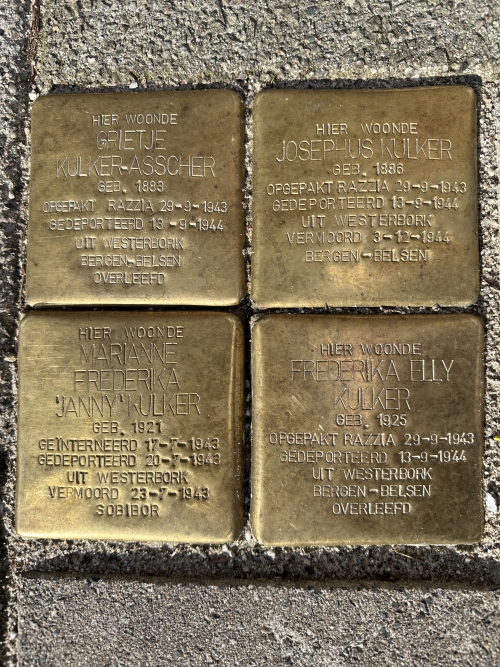 HIER WOONDE
GRIETJE
KULKER-ASSCHER
GEB. 1883
OPGEPAKT RAZZIA 29-9-1943
GEDEPORTEERD 13-9-1944
UIT WESTERBORK
BERGEN-BELSEN
OVERLEEFD
HIER WOONDE
JOSEPHUS KULKER
GEB. 1886
OPGEPAKT RAZZIA 29-9-1943
GEDEPORTEERD 13-9-1944
UIT WESTERBORK
VERMOORD 3-12-1944
BERGEN-BELSEN
HIER WOONDE
MARIANNE
FREDERIKA
'JANNY' KULKER
GEB. 1921
GEÏNTERNEERD 17-7-1943
GEDEPORTEERD 20-7-1943
UIT WESTERBORK
VERMOORD 23-7-1943
SOBIBOR
HIER WOONDE
FREDERIKA ELLY
KULKER
GEB. 1925
OPGEPAKT RAZZIA 29-9-1943
GEDEPORTEERD 13-9-1944
UIT WESTERBORK
BERGEN-BELSEN
OVERLEEFD